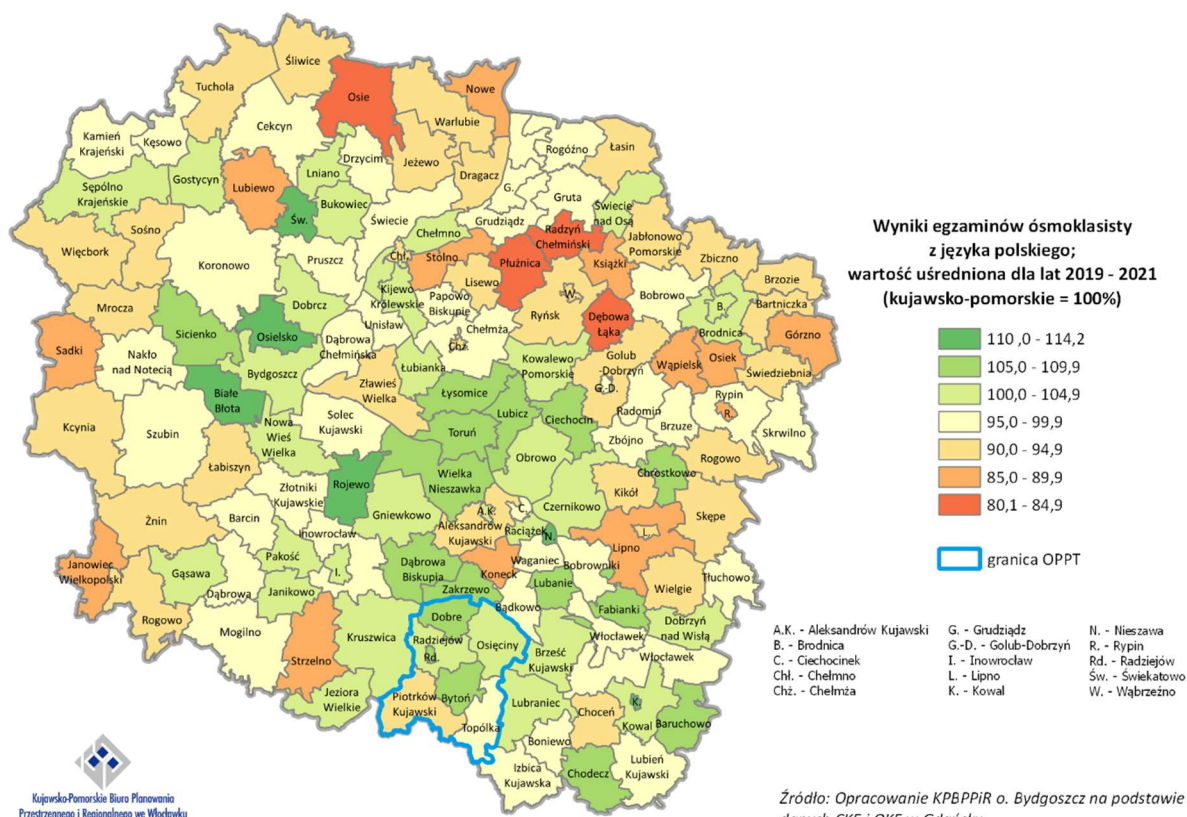 Śliwice
Tuchola
Osie
Nowe
Warlubie
Cekcyn
Kamień
Krajeński
Kęsowo
Drzycim
Rogóźno
Łasin
Jeżewo
Dragacz
Gostycyn
Lubiewo
Lniano
Sępólno
Krajeńskie
G.
Gruta
Św.
Bukowiec
Świecie
Grudziądz
Świecie
nad Osą
Sośno
Więcbork
Koronowo
Pruszcz
Chełmno
Radzyń
Chełmiński
Jabłonowo
Pomorskie
Chł.
Stolno
Płużnica
Książki
Zbiczno
Lisewo
Brzozie
Mrocza
Dobrcz
Kijewo
Królewskie
Papowo
Biskupie
W.
Bobrowo
B.
Bartniczka
Sicienko
Osielsko
Unisław
Chełmża
Ryńsk
Dębowa
Łąka
Brodnica
Górzno
Sadki
Nakło
nad Notecią
Dąbrowa
Chełmińska
Chż.
Bydgoszcz
Łubianka
Kowalewo
Pomorskie
Golub
-Dobrzyń
Wąpielsk
Osiek
Świedziebnia
Zławieś
Wielka
G.-D.
Białe
Błota
Łysomice
Rypin
Kcynia
Szubin
Nowa
Wieś
Wielka
Solec
Kujawski
Lubicz
Ciechocin
Radomin
R.
Brzuze
Skrwilno
Toruń
Zbójno
Łabiszyn
Obrowo
Rogowo
Złotniki
Kujawskie
Rojewo
Wielka
Nieszawka
Chrostkowo
Kikół
Żnin
Barcin
Gniewkowo
A.K.
C.
Czernikowo
Skępe
Inowrocław
Aleksandrów
Kujawski
Raciążek
N.
L.
Lipno
Janowiec
Wielkopolski
Gąsawa
Pakość
I.
Dąbrowa
Biskupia
Koneck
Waganiec
Bobrowniki
Wielgie
Tłuchowo
Dąbrowa
Janikowo
Zakrzewo
Lubanie
Bądkowo
Fabianki
Rogowo
Mogilno
Strzelno
Kruszwica
Dobre
Radziejów
Rd.
Osięciny
Brześć
Kujawski
Włocławek
Dobrzyń
nad Wisłą
Włocławek
Jeziora
Wielkie
Piotrków
Kujawski
Bytoń
Topólka
Lubraniec
Choceń
K.
Kowal
Baruchowo
Boniewo
Izbica
Kujawska
Chodecz
Lubień
Kujawski
Wyniki egzaminów ósmoklasisty
z języka polskiego;
wartość uśredniona dla lat 2019 - 2021
(kujawsko-pomorskie = 100%)
110 ,0 - 114,2
105,0 - 109,9
100,0 - 104,9
95,0 - 99,9
90,0 - 94,9
85,0 - 89,9
80,1 - 84,9
granica OPPT
A.K. - Aleksandrów Kujawski
B. - Brodnica
C. - Ciechocinek
Chł. - Chełmno
Chż. - Chełmża
G. - Grudziądz
G.-D. - Golub-Dobrzyń
I. - Inowrocław
L. - Lipno
K. - Kowal
N. - Nieszawa
R. - Rypin
Rd. - Radziejów
Św. - Świekatowo
W. - Wąbrzeźno
Kujawsko-Pomorskie Biuro Planowania
Przestrzennego i Regionalnego we Włocławku
Źródło: Opracowanie KPBPPiR o. Bydgoszcz na podstawie